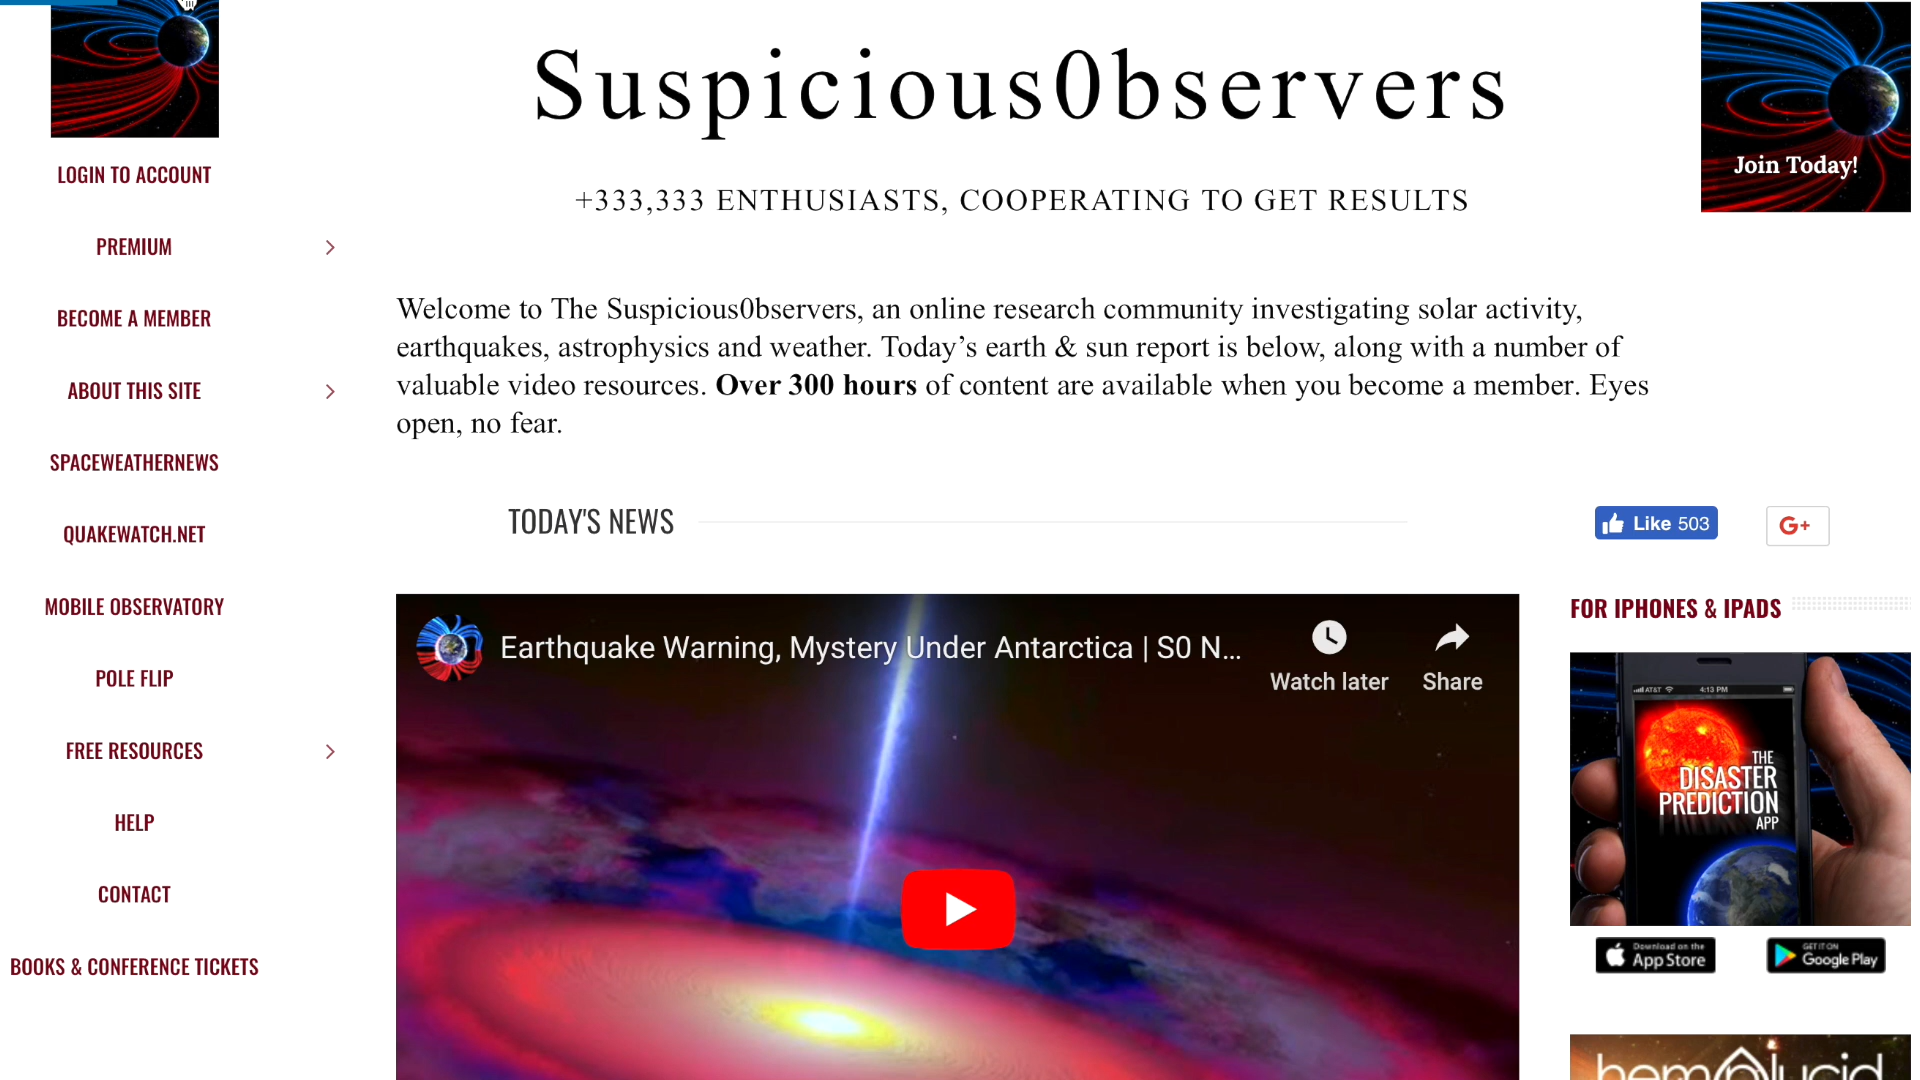 Suspicious0bservers
+333,333 ENTHUSIASTS, COOPERATING TO GET RESULTS
Join Today!
LOGIN TO ACCOUNT
PREMIUM
BECOME A MEMBER
ABOUT THIS SITE
SPACEWEATHERNEWS
QUAKEWATCH.NET
MOBILE OBSERVATORY
POLE FLIP
FREE RESOURCES
HELP
CONTACT
BOOKS & CONFERENCE TICKETS
Welcome to The Suspicious0bservers, an online research community investigating solar activity,
earthquakes, astrophysics and weather. Today’s earth & sun report is below, along with a number of
valuable video resources. Over 300 hours of content are available when you become a member. Eyes
open, no fear.
TODAY'S NEWS
Like 503
G+
Earthquake Warning, Mystery Under Antarctica | S0 N...
Watch later
Share
FOR IPHONES & IPADS
AT&T 4:13 PM
THE
DISASTER
PREDICTION
APP
Download on the
App Store
GET IT ON
Google Play